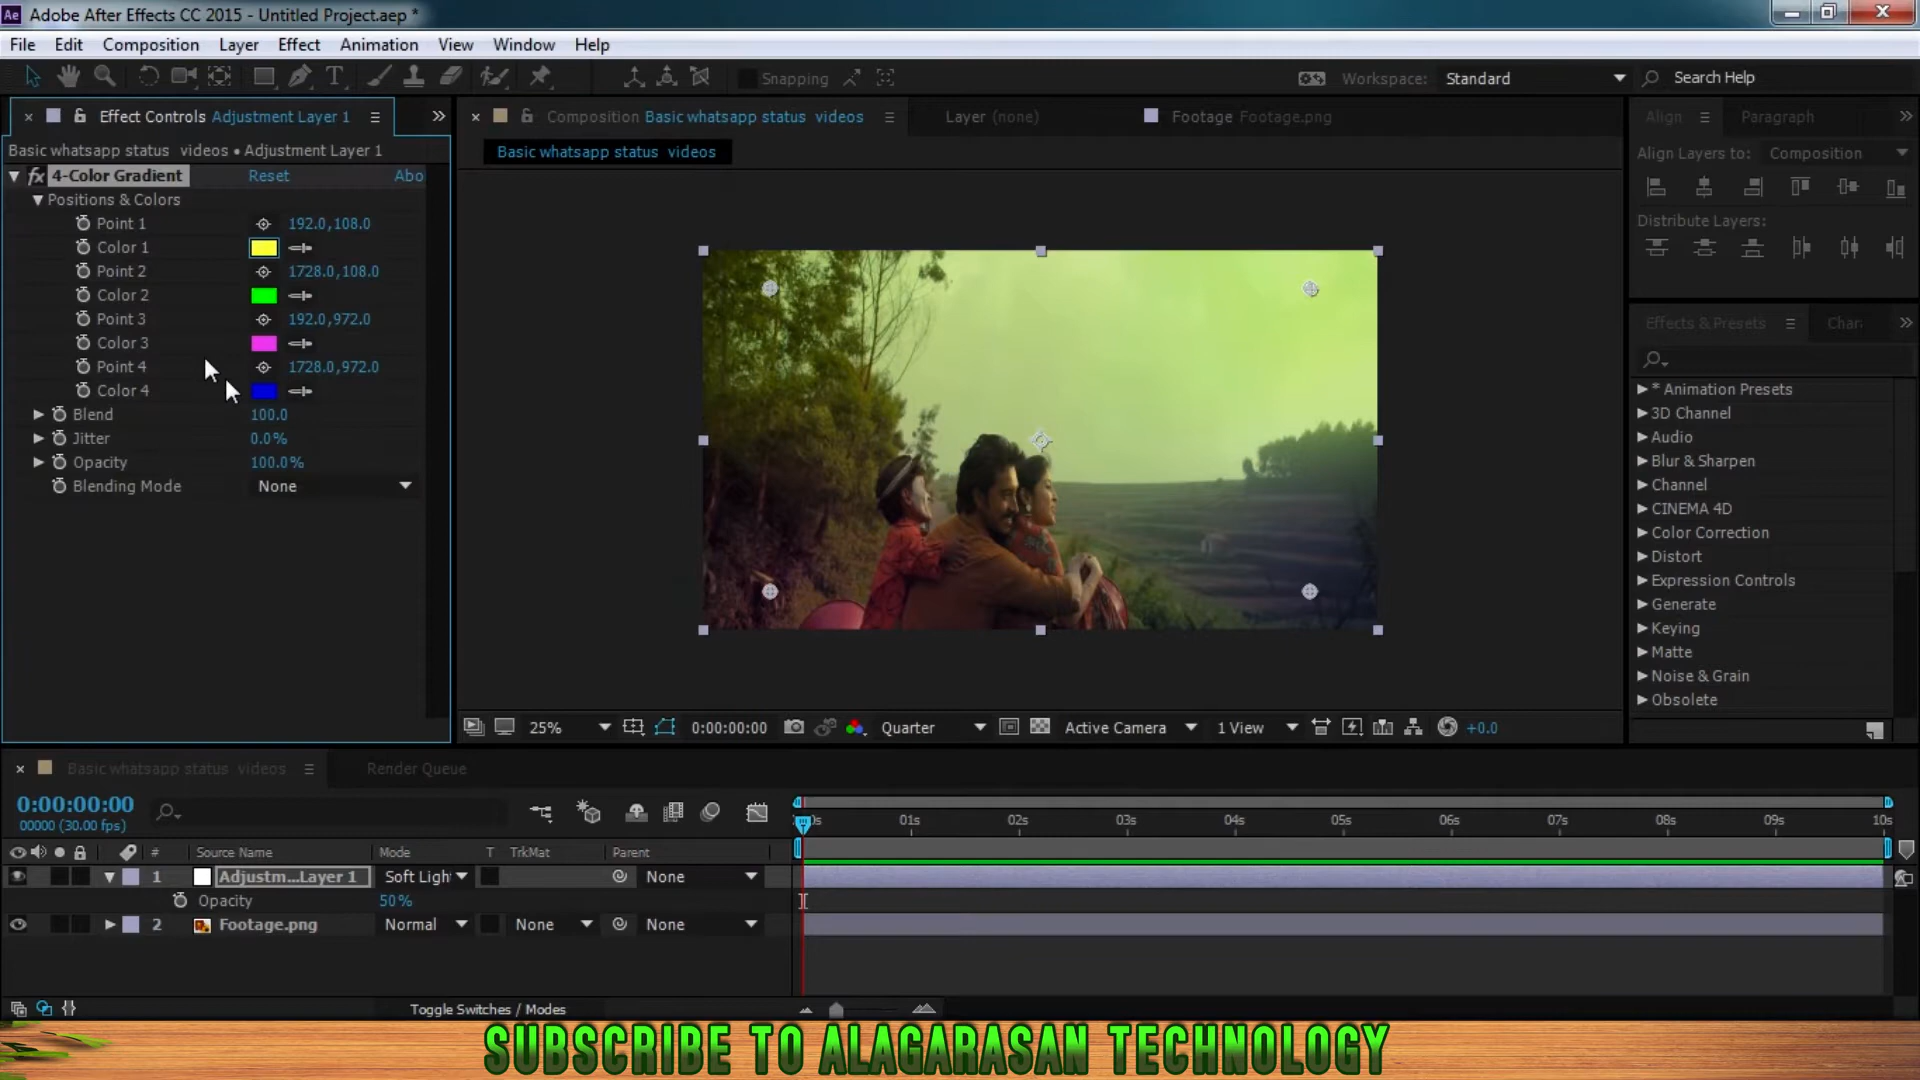 Adobe After Effects CC 2015 - Untitled Project.aep *
File Edit Composition Layer Effect Animation View Window Help
Snapping
Workspace: Standard
Search Help
Effect Controls Adjustment Layer 1
Basic whatsapp status videos • Adjustment Layer 1
fx 4-Color Gradient Reset Abo
Positions & Colors
Point 1 192.0,108.0
Color 1
Point 2 1728.0,108.0
Color 2
Point 3 192.0,972.0
Color 3
Point 4 1728.0,972.0
Color 4
Blend 100.0
Jitter 0.0%
Opacity 100.0%
Blending Mode None
Composition Basic whatsapp status videos
Layer (none)
Footage Footage.png
Basic whatsapp status videos
25% 0:00:00:00 Quarter Active Camera 1 View +0.0
Align Paragraph
Align Layers to: Composition
Distribute Layers:
Effects & Presets Char
* Animation Presets
3D Channel
Audio
Blur & Sharpen
Channel
CINEMA 4D
Color Correction
Distort
Expression Controls
Generate
Keying
Matte
Noise & Grain
Obsolete
Basic whatsapp status videos Render Queue
0:00:00:00
00000 (30.00 fps)
0s 01s 02s 03s 04s 05s 06s 07s 08s 09s 10s
# Source Name Mode T TrkMat Parent
1 Adjustm...Layer 1 Soft Ligh None
Opacity 50%
2 Footage.png Normal None None
Toggle Switches / Modes
SUBSCRIBE TO ALAGARASAN TECHNOLOGY